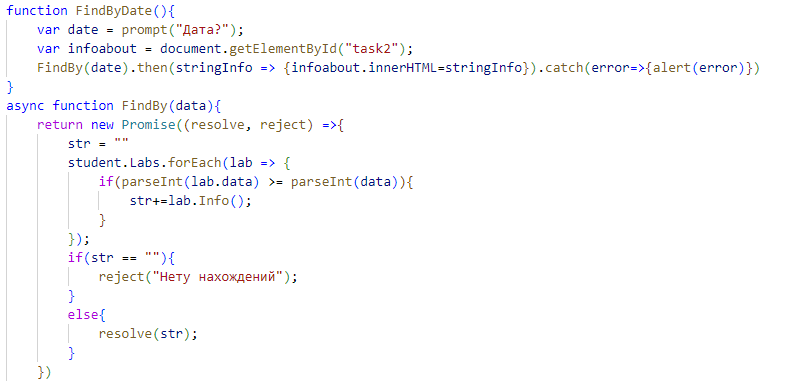 function FindByDate(){
    var date = prompt("Дата?");
    var infoabout = document.getElementById("task2");
    FindBy(date).then(stringInfo => {infoabout.innerHTML=stringInfo}).catch(error=>{alert(error)})
}
async function FindBy(data){
    return new Promise((resolve, reject) =>{
        str = ""
        student.Labs.forEach(lab => {
            if(parseInt(lab.data) >= parseInt(data)){
                str+=lab.Info();
            }
        });
        if(str == ""){
            reject("Нету нахождений");
        }
        else{
            resolve(str);
        }
    })